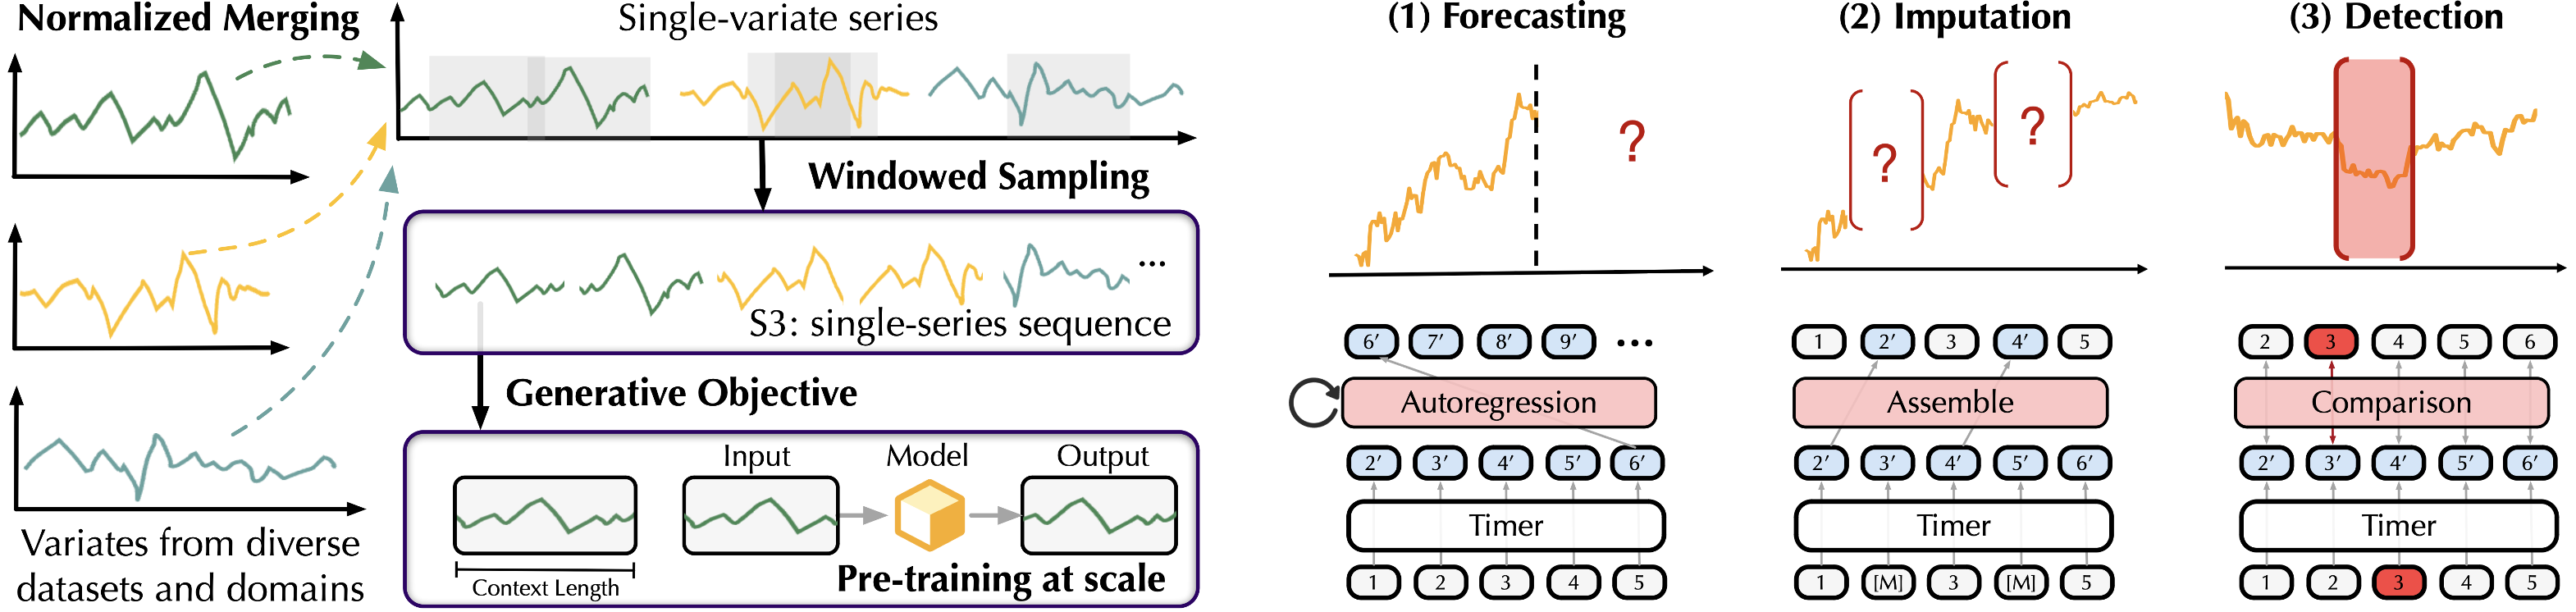 Normalized Merging
Single-variate series
Windowed Sampling
...
S3: single-series sequence
Generative Objective
Input Model Output
Context Length
Pre-training at scale
Variates from diverse
datasets and domains
(1) Forecasting
?
6′ 7′ 8′ 9′ ...
Autoregression
2′ 3′ 4′ 5′ 6′
Timer
1 2 3 4 5
(2) Imputation
? ?
1 2′ 3 4′ 5
Assemble
2′ 3′ 4′ 5′ 6′
Timer
1 [M] 3 [M] 5
(3) Detection
2 3 4 5 6
Comparison
2′ 3′ 4′ 5′ 6′
Timer
1 2 3 4 5